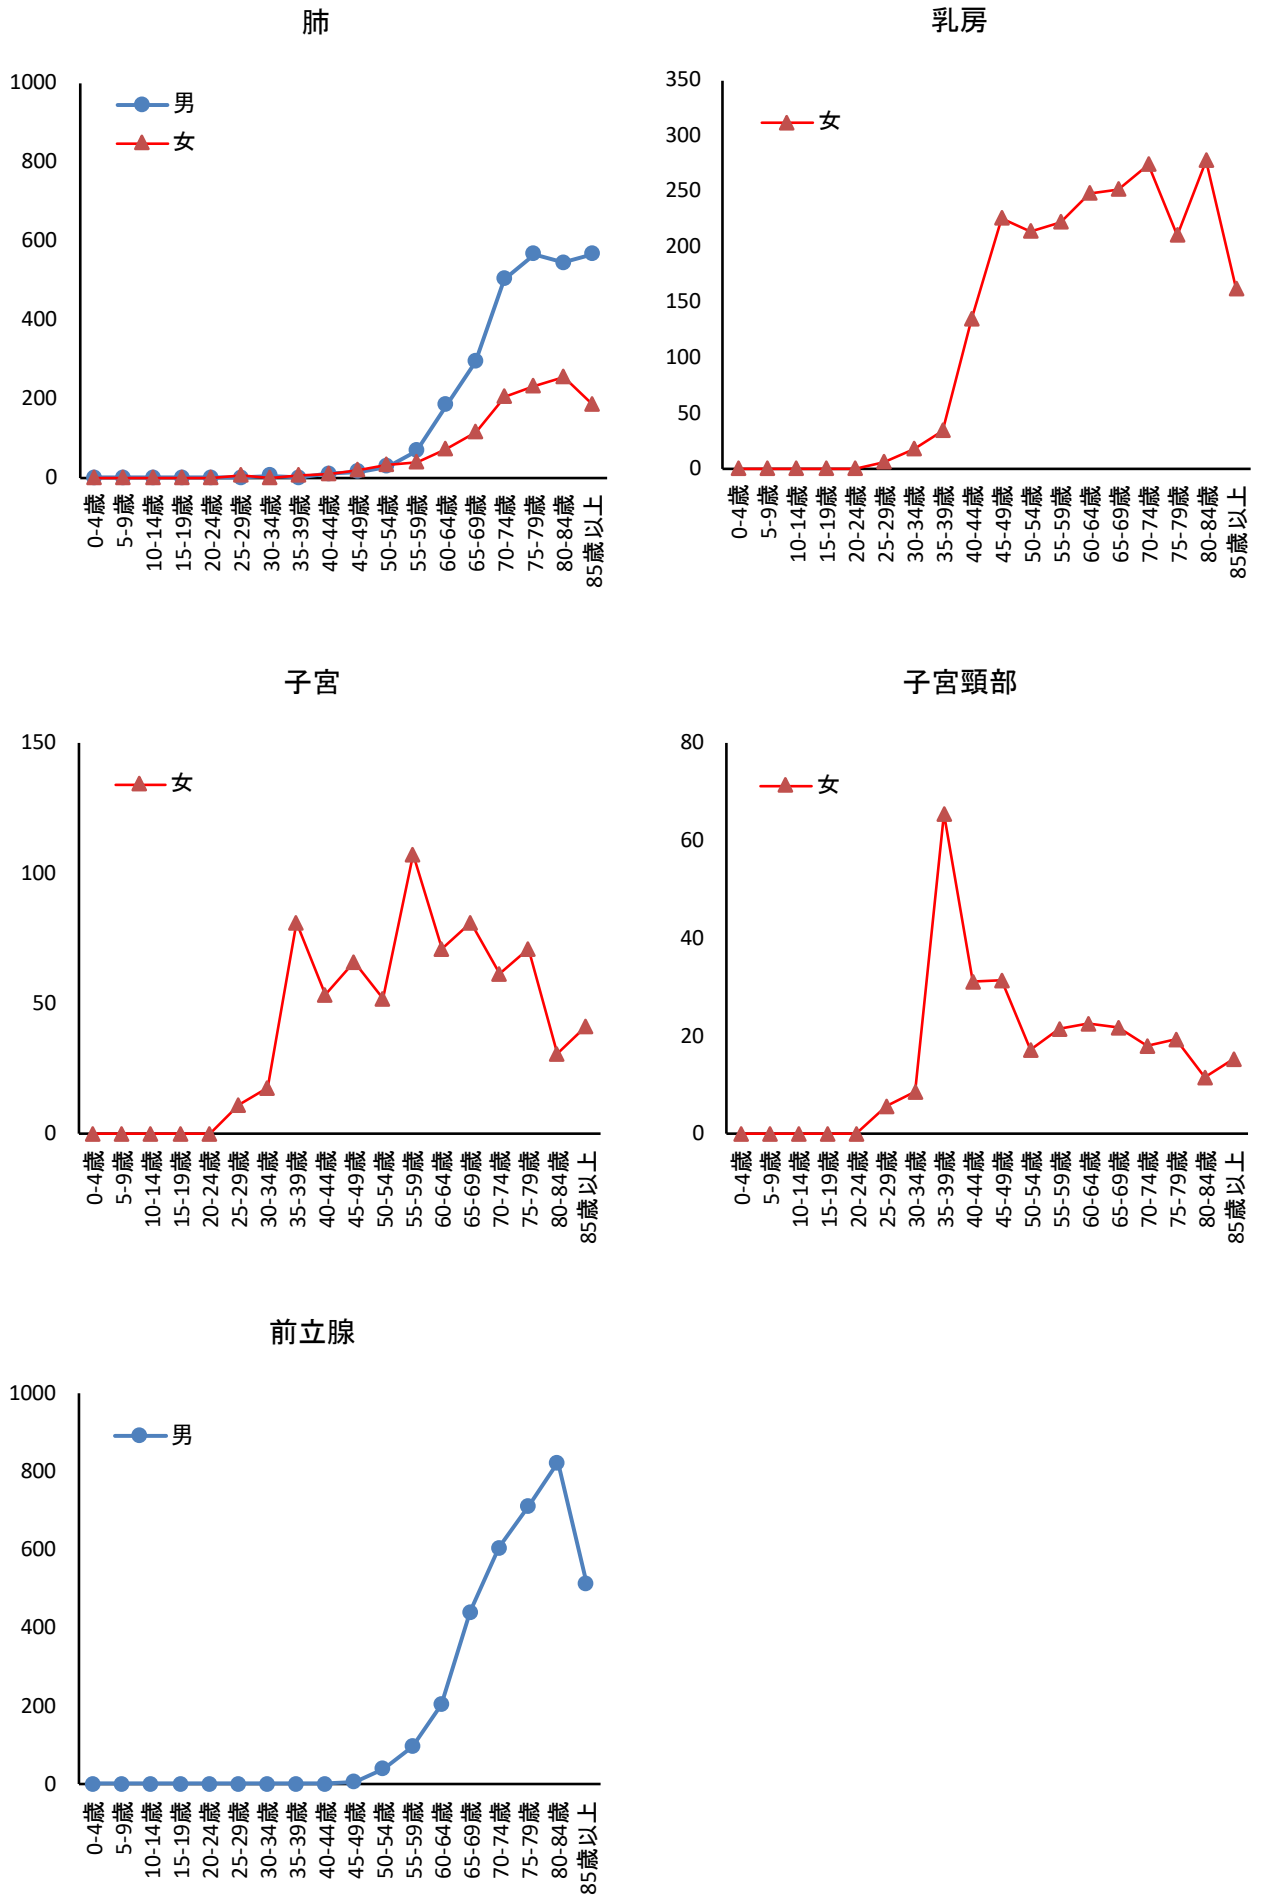 肺
1000
800
600
400
200
0
男
女
0-4歳
5-9歳
10-14歳
15-19歳
20-24歳
25-29歳
30-34歳
35-39歳
40-44歳
45-49歳
50-54歳
55-59歳
60-64歳
65-69歳
70-74歳
75-79歳
80-84歳
85歳以上
乳房
350
300
250
200
150
100
50
0
女
0-4歳
5-9歳
10-14歳
15-19歳
20-24歳
25-29歳
30-34歳
35-39歳
40-44歳
45-49歳
50-54歳
55-59歳
60-64歳
65-69歳
70-74歳
75-79歳
80-84歳
85歳以上
子宮
150
100
50
0
女
0-4歳
5-9歳
10-14歳
15-19歳
20-24歳
25-29歳
30-34歳
35-39歳
40-44歳
45-49歳
50-54歳
55-59歳
60-64歳
65-69歳
70-74歳
75-79歳
80-84歳
85歳以上
子宮頸部
80
60
40
20
0
女
0-4歳
5-9歳
10-14歳
15-19歳
20-24歳
25-29歳
30-34歳
35-39歳
40-44歳
45-49歳
50-54歳
55-59歳
60-64歳
65-69歳
70-74歳
75-79歳
80-84歳
85歳以上
前立腺
1000
800
600
400
200
0
男
0-4歳
5-9歳
10-14歳
15-19歳
20-24歳
25-29歳
30-34歳
35-39歳
40-44歳
45-49歳
50-54歳
55-59歳
60-64歳
65-69歳
70-74歳
75-79歳
80-84歳
85歳以上